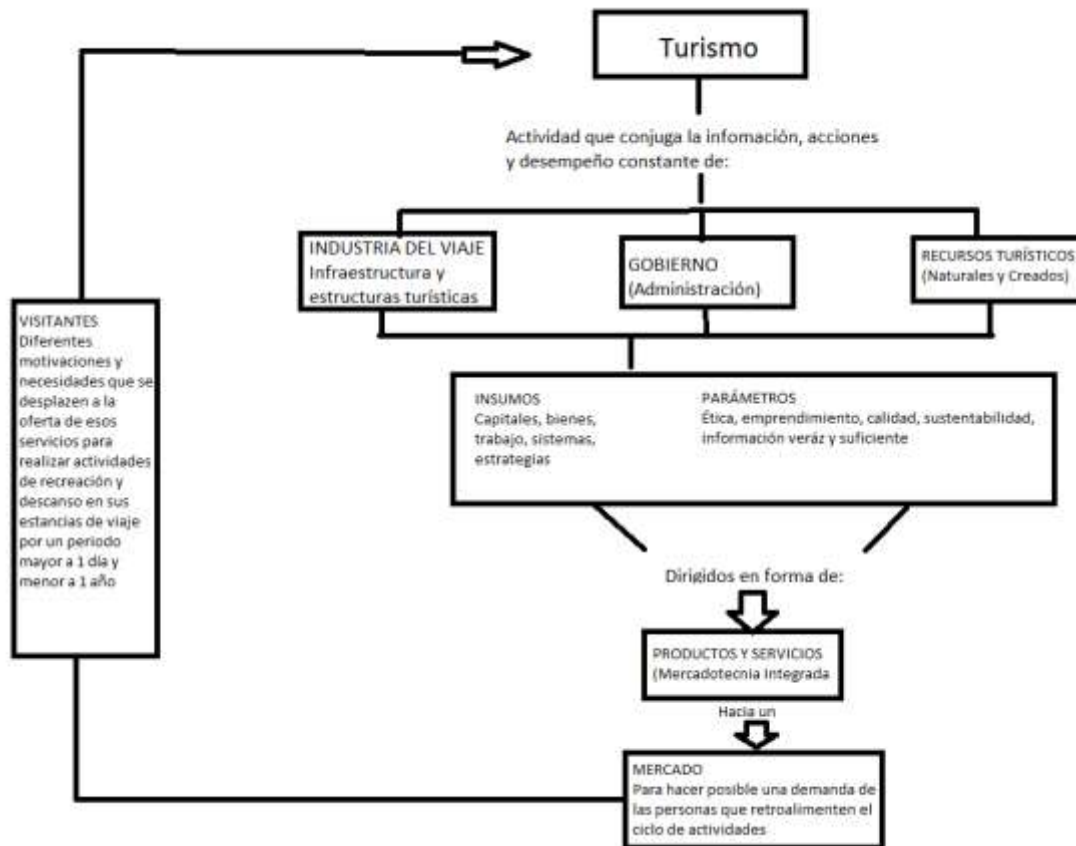 Turismo
Actividad que conjuga la infomación, acciones
y desempeño constante de:
INDUSTRIA DEL VIAJE
Infraestructura y
estructuras turísticas
GOBIERNO
(Administración)
RECURSOS TURÍSTICOS
(Naturales y Creados)
VISITANTES
Diferentes
motivaciones y
necesidades que se
desplazen a la
oferta de esos
servicios para
realizar actividades
de recreación y
descanso en sus
estancias de viaje
por un periodo
mayor a 1 día y
menor a 1 año
INSUMOS
Capitales, bienes,
trabajo, sistemas,
estrategias
PARÁMETROS
Ética, emprendimiento, calidad, sustentabilidad,
información veráz y suficiente
Dirigidos en forma de:
PRODUCTOS Y SERVICIOS
(Mercadotecnia Integrada
Hacia un
MERCADO
Para hacer posible una demanda de
las personas que retroalimenten el
ciclo de actividades